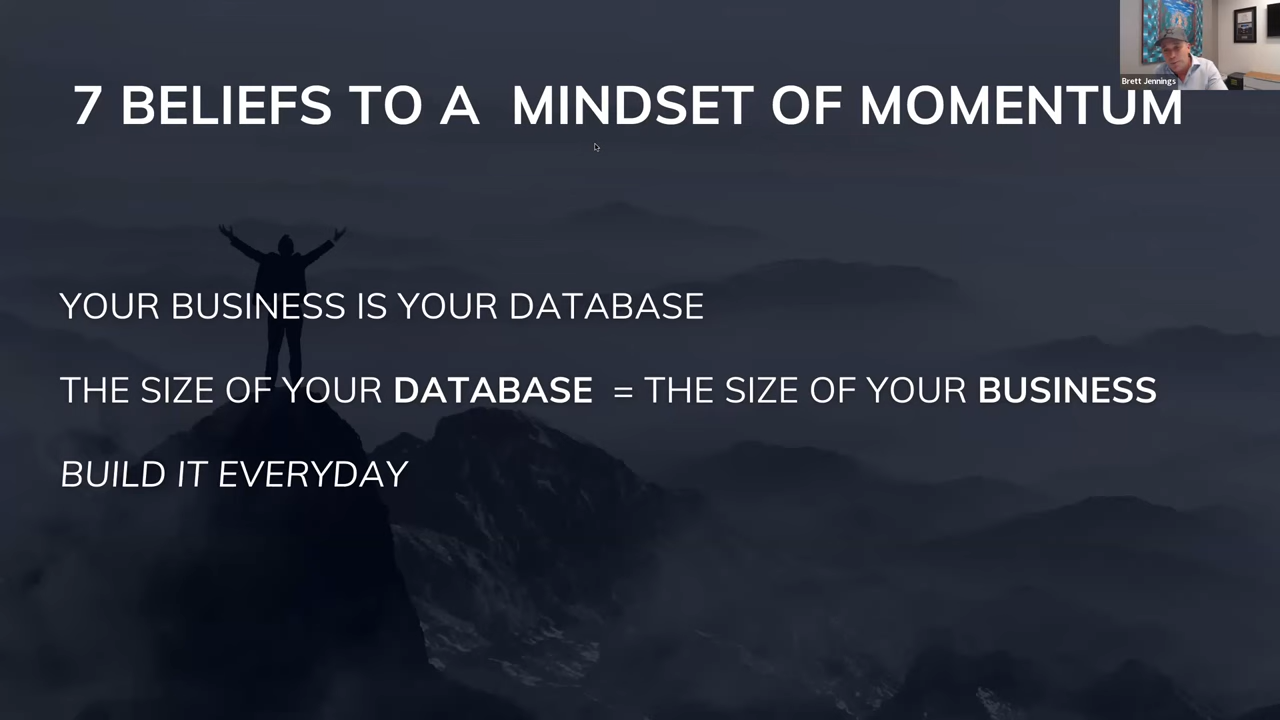 Brett Jennings
7 BELIEFS TO A MINDSET OF MOMENTUM
YOUR BUSINESS IS YOUR DATABASE
THE SIZE OF YOUR DATABASE = THE SIZE OF YOUR BUSINESS
BUILD IT EVERYDAY